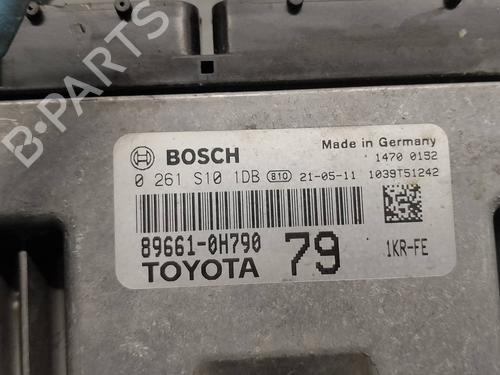 B-PARTS
BOSCH
Made in Germany
1470 0152
0 261 S10 1DB 810 21-05-11 1039T51242
89661-0H790
TOYOTA
79
1KR-FE